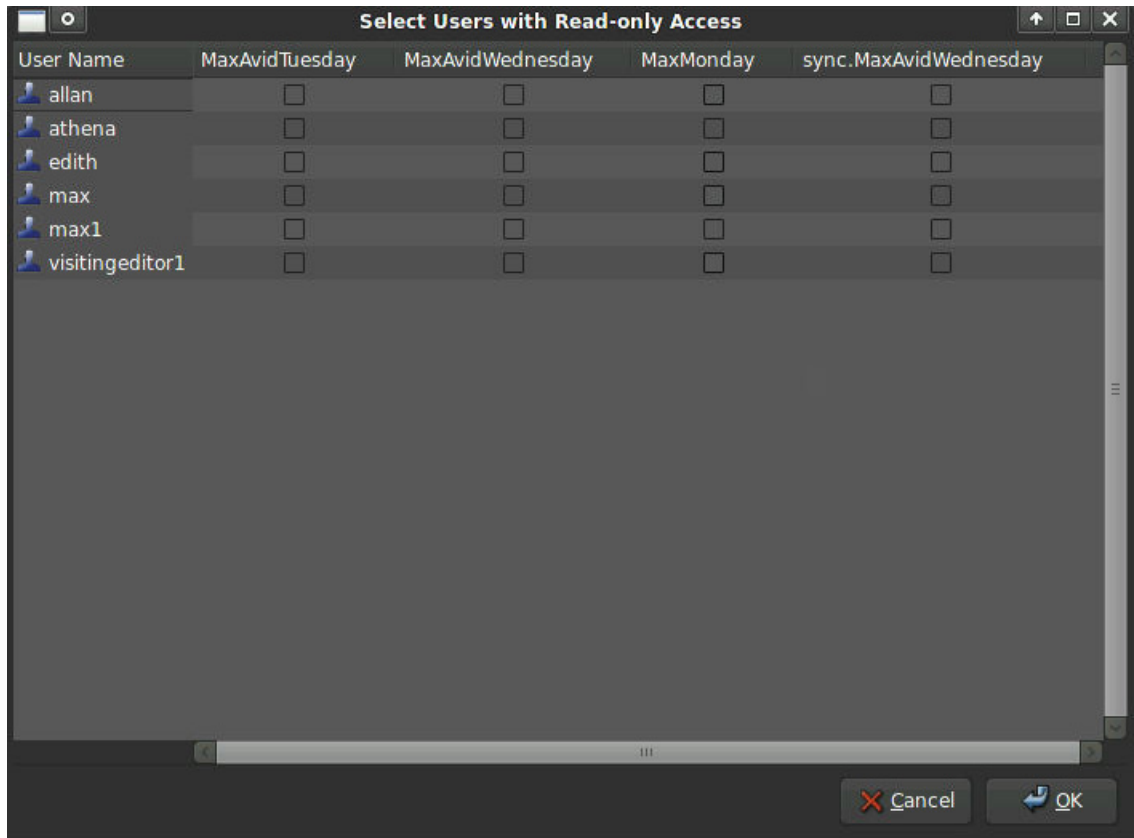 Select Users with Read-only Access
User Name MaxAvidTuesday MaxAvidWednesday MaxMonday sync.MaxAvidWednesday
allan
athena
edith
max
max1
visitingeditor1
Cancel OK